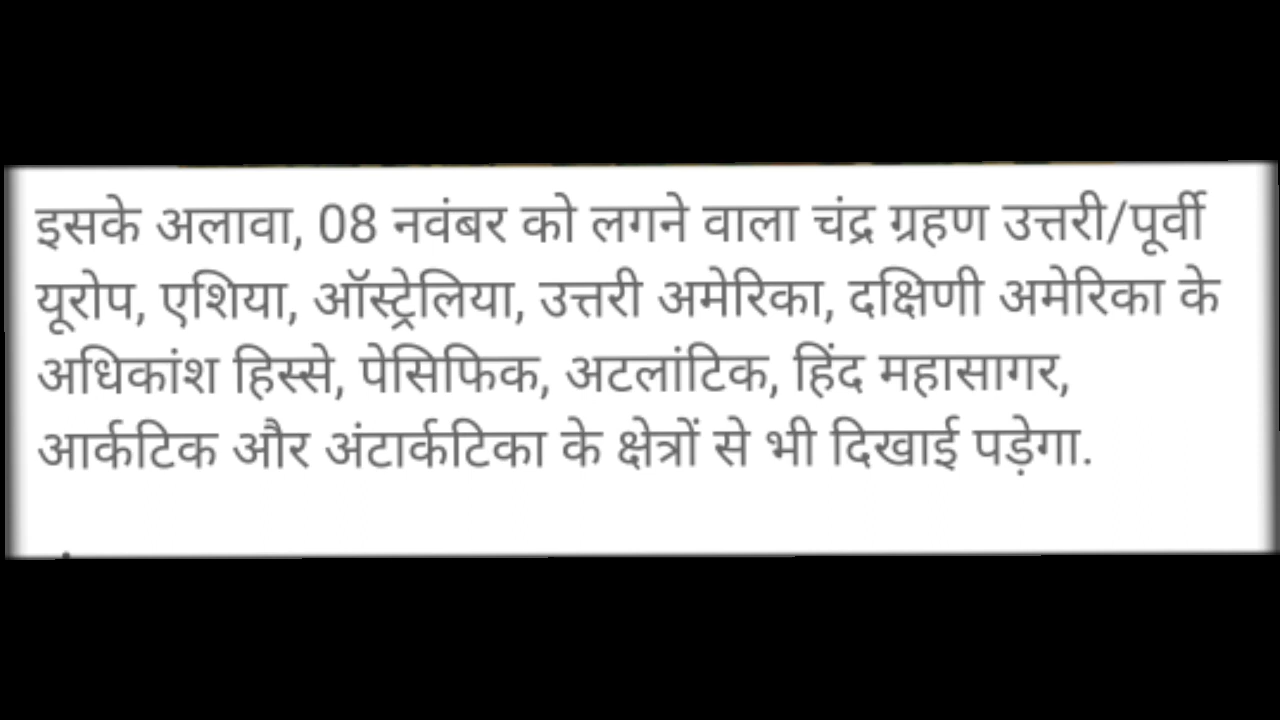 इसके अलावा, 08 नवंबर को लगने वाला चंद्र ग्रहण उत्तरी/पूर्वी
यूरोप, एशिया, ऑस्ट्रेलिया, उत्तरी अमेरिका, दक्षिणी अमेरिका के
अधिकांश हिस्से, पेसिफिक, अटलांटिक, हिंद महासागर,
आर्कटिक और अंटार्कटिका के क्षेत्रों से भी दिखाई पड़ेगा.